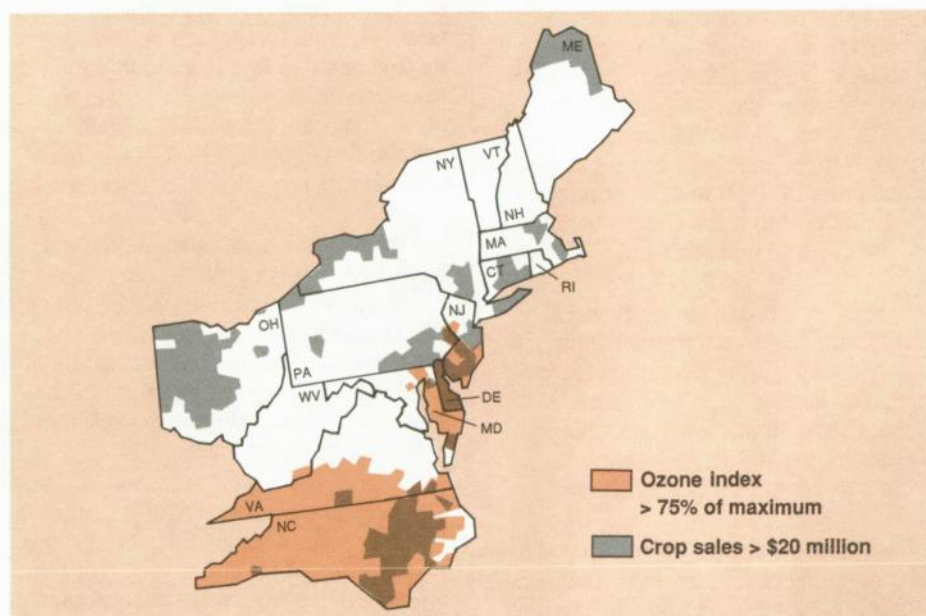 ME
NY
VT
NH
MA
CT
RI
NJ
OH
PA
WV
DE
MD
VA
NC
Ozone index
> 75% of maximum
Crop sales > $20 million